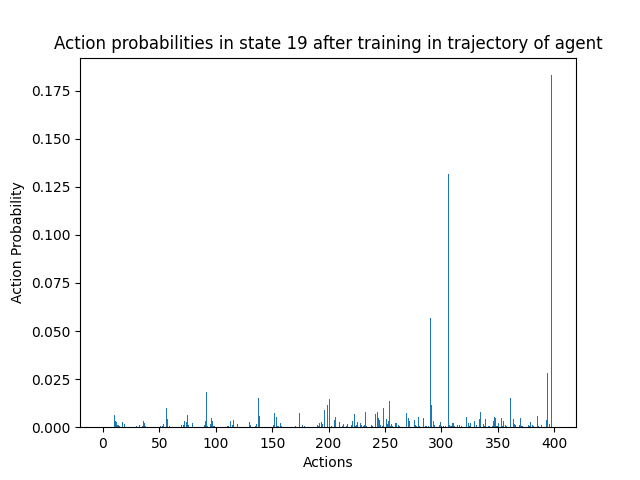 Action probabilities in state 19 after training in trajectory of agent
0.175
0.150
0.125
0.100
0.075
0.050
0.025
0.000
Action Probability
0 50 100 150 200 250 300 350 400
Actions